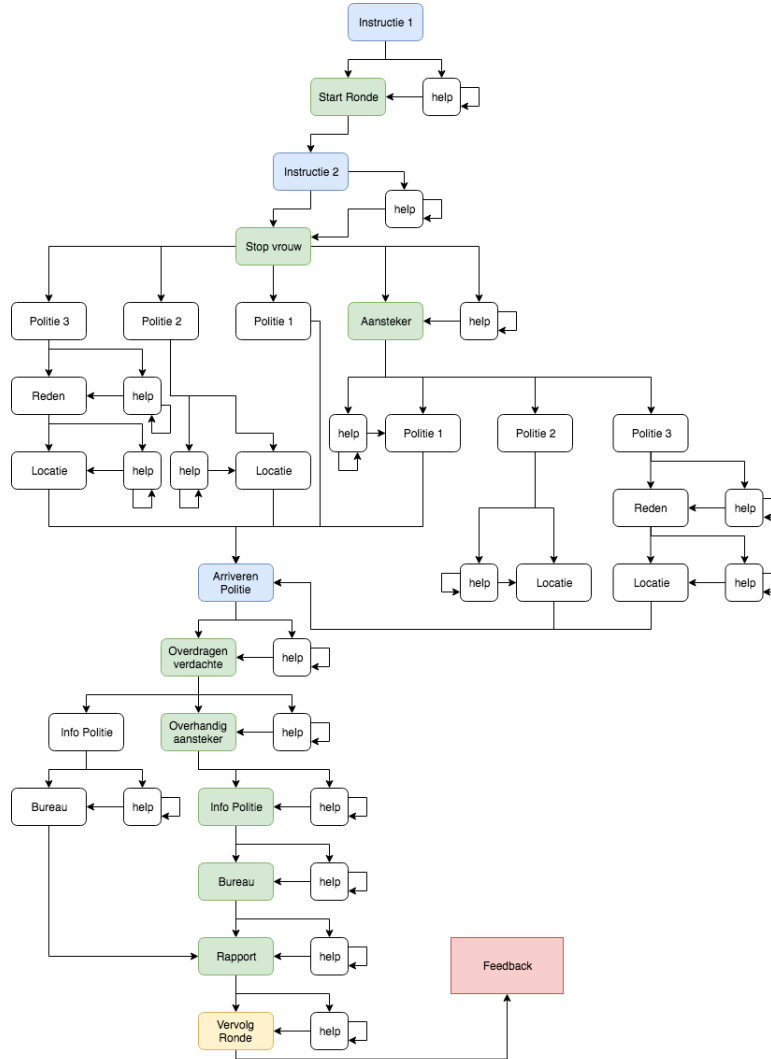 Instructie 1
Start Ronde
help
Instructie 2
help
Stop vrouw
Politie 3
Politie 2
Politie 1
Aansteker
help
Reden
help
help
Politie 1
Politie 2
Politie 3
Locatie
help
help
Locatie
Reden
help
Arriveren
Politie
help
Locatie
Locatie
help
Overdragen
verdachte
help
Info Politie
Overhandig
aansteker
help
Bureau
help
Info Politie
help
Bureau
help
Rapport
help
Feedback
Vervolg
Ronde
help